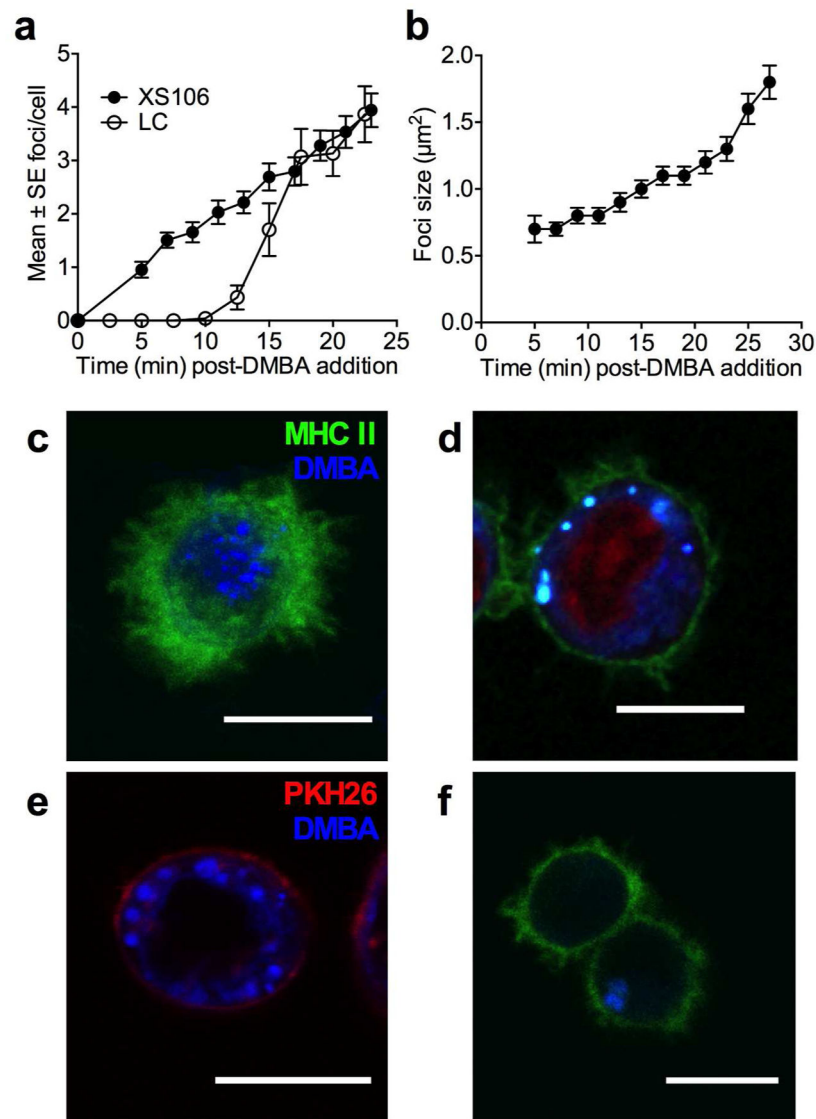 a
b
5
4
3
2
1
0
Mean ± SE foci/cell
XS106
LC
0 5 10 15 20 25
Time (min) post-DMBA addition
2.0
1.5
1.0
0.5
0.0
Foci size (µm²)
0 5 10 15 20 25 30
Time (min) post-DMBA addition
c
MHC II
DMBA
d
e
PKH26
DMBA
f